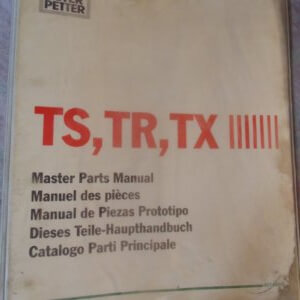 PETTER
TS, TR, TX
Master Parts Manual
Manuel des pièces
Manual de Piezas Prototipo
Dieses Teile-Haupthandbuch
Catalogo Parti Principale